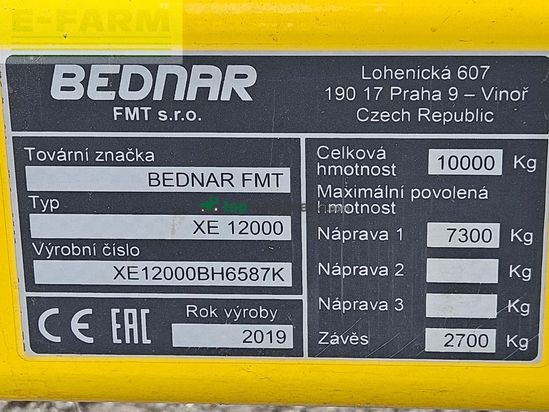 E-FARM
BEDNAR
FMT s.r.o.
Lohenická 607
190 17 Praha 9 – Vinoř
Czech Republic
Tovární značka
BEDNAR FMT
Typ
XE 12000
Výrobní číslo
XE12000BH6587K
CE EAC
Rok výroby
2019
Celková
hmotnost
10000 Kg
Maximální povolená
hmotnost
Náprava 1 7300 Kg
Náprava 2 Kg
Náprava 3 Kg
Závěs 2700 Kg